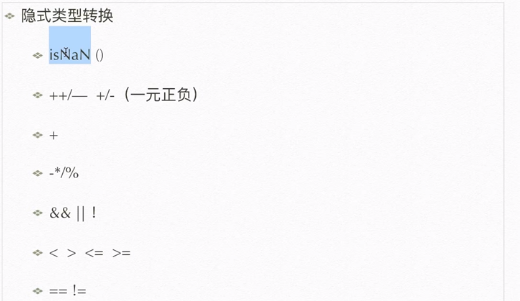 隐式类型转换
isNaN ()
++/— +/-（一元正负）
+
-*/%
&& || !
< > <= >=
== !=